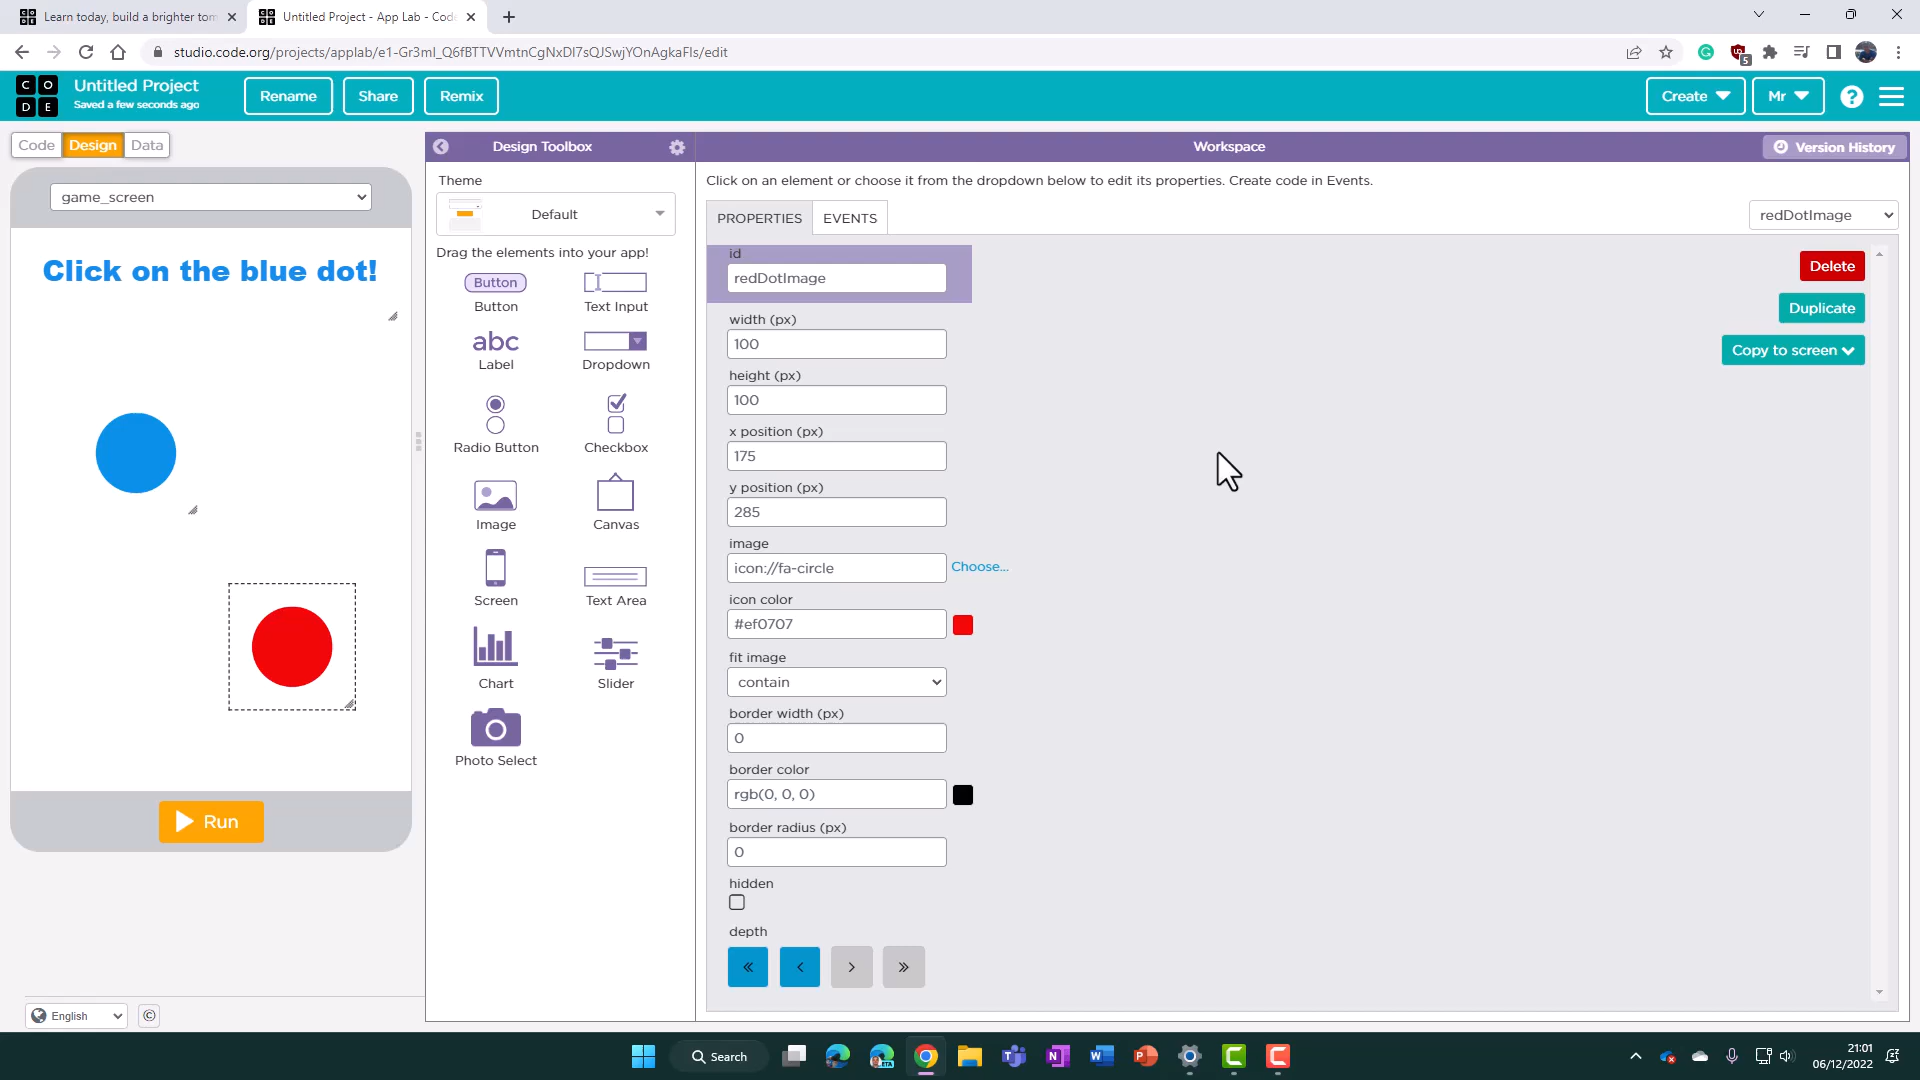 Learn today, build a brighter tom
Untitled Project - App Lab - Code
studio.code.org/projects/applab/e1-Gr3ml_Q6fBTTVVmtnCgNxDl7sQJSwjYOnAgkaFIs/edit
5
C O
D E
Untitled Project
Saved a few seconds ago
Rename
Share
Remix
Create
Mr
?
Code
Design
Data
Design Toolbox
Workspace
Version History
game_screen
Click on the blue dot!
Run
English
©
Theme
Default
Drag the elements into your app!
Button
Button
Text Input
abc
Label
Dropdown
Radio Button
Checkbox
Image
Canvas
Screen
Text Area
Chart
Slider
Photo Select
Click on an element or choose it from the dropdown below to edit its properties. Create code in Events.
PROPERTIES
EVENTS
redDotImage
id
redDotImage
width (px)
100
height (px)
100
x position (px)
175
y position (px)
285
image
icon://fa-circle
Choose...
icon color
#ef0707
fit image
contain
border width (px)
0
border color
rgb(0, 0, 0)
border radius (px)
0
hidden
depth
Delete
Duplicate
Copy to screen
Search
21:01
06/12/2022